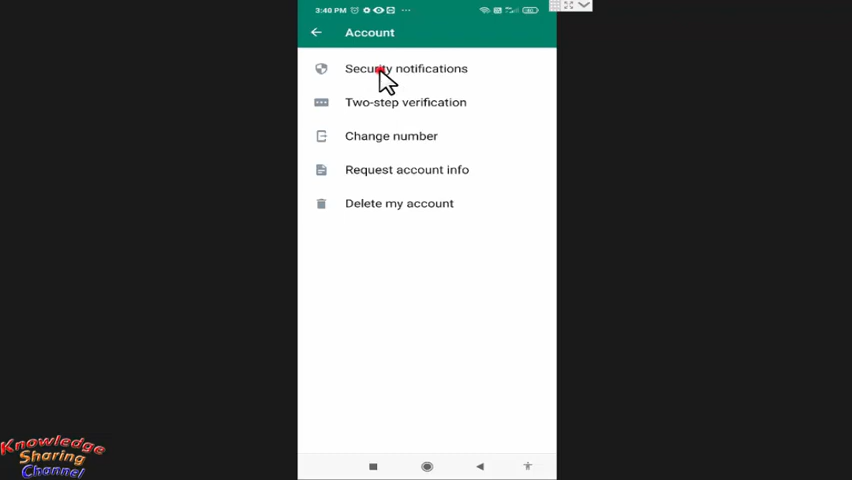 3:40 PM
Account
Security notifications
Two-step verification
Change number
Request account info
Delete my account
Knowledge
Sharing
Channel